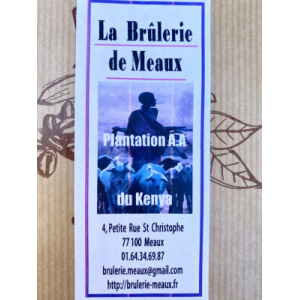 La Brûlerie
de Meaux
Plantation A.A
du Kenya
4, Petite Rue St Christophe
77100 Meaux
01.64.34.69.87
brulerie.meaux@gmail.com
http://brulerie-meaux.fr